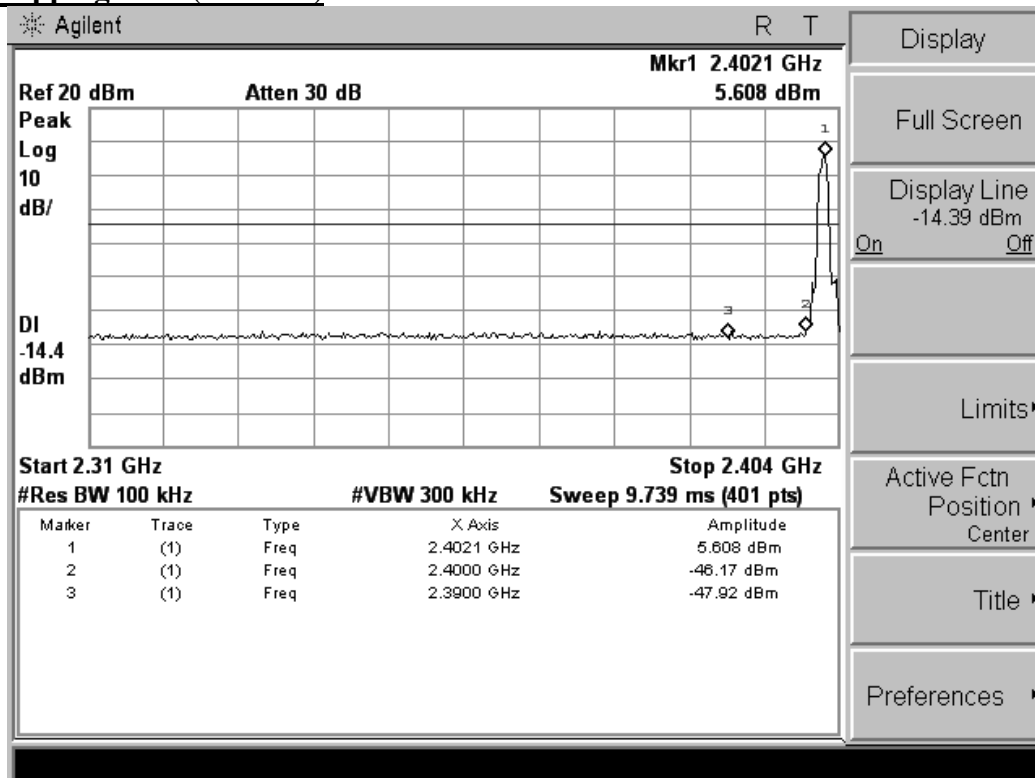 Agilent R T
Mkr1 2.4021 GHz
Ref 20 dBm Atten 30 dB 5.608 dBm
Peak
Log
10
dB/
1
3
2
DI
-14.4
dBm
Start 2.31 GHz Stop 2.404 GHz
#Res BW 100 kHz #VBW 300 kHz Sweep 9.739 ms (401 pts)
Marker Trace Type X Axis Amplitude
1 (1) Freq 2.4021 GHz 5.608 dBm
2 (1) Freq 2.4000 GHz -46.17 dBm
3 (1) Freq 2.3900 GHz -47.92 dBm
Display
Full Screen
Display Line
-14.39 dBm
On Off
Limits
Active Fctn
Position
Center
Title
Preferences